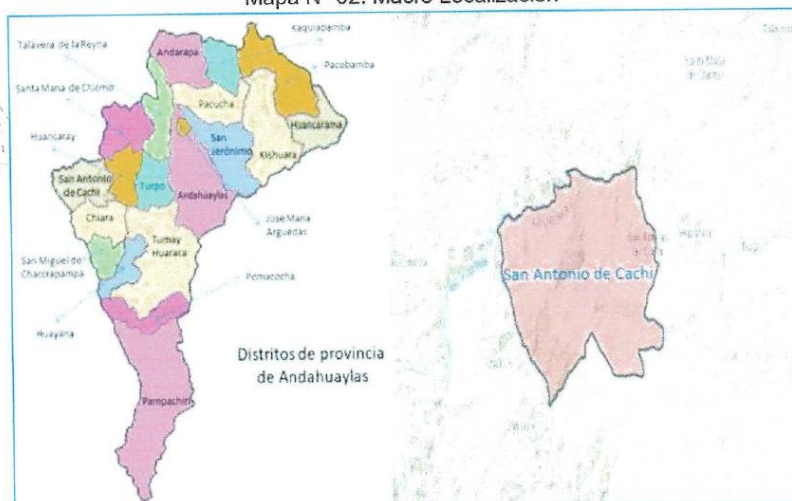 Mapa N° 02: Macro Localización
Talavera de la Reyna
Santa Maria de Chicmo
Huancaray
San Antonio
de Cachi
Chiara
San Miguel de
Chaccrapampa
Huayana
Andarapa
Kaquiabamba
Pacobamba
Pacucha
Huancarama
San
Jerónimo
Kishuara
Turpo
Andahuaylas
José María
Arguedas
Tumay
Huaraca
Pomacocha
Pampachiri
Distritos de provincia
de Andahuaylas
San Antonio de Cachi